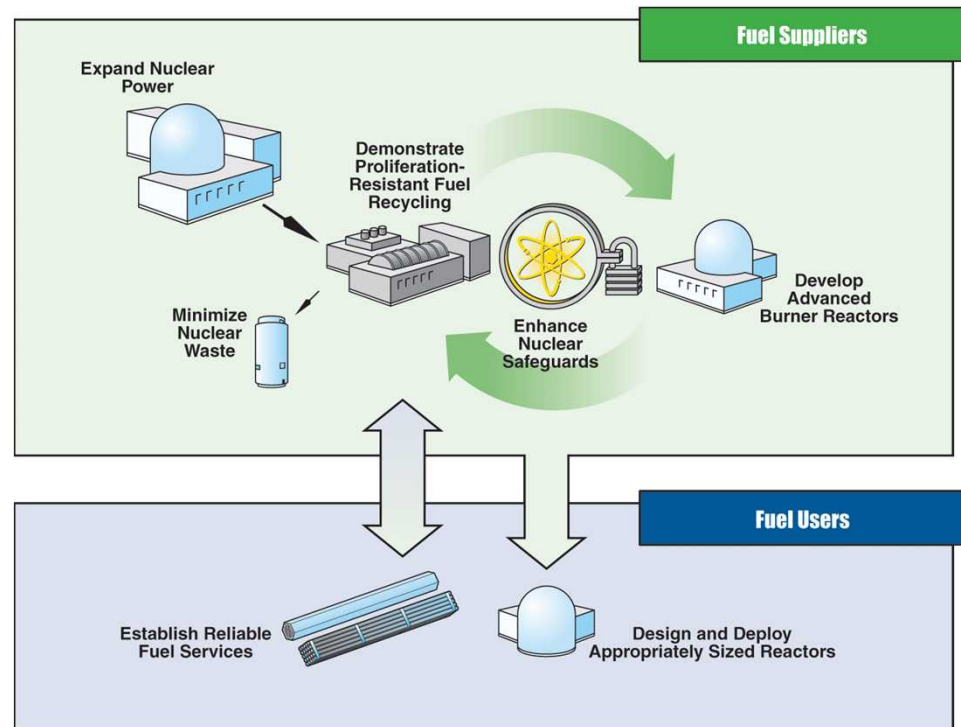 Fuel Suppliers
Expand Nuclear
Power
Demonstrate
Proliferation-
Resistant Fuel
Recycling
Minimize
Nuclear
Waste
Enhance
Nuclear
Safeguards
Develop
Advanced
Burner Reactors
Fuel Users
Establish Reliable
Fuel Services
Design and Deploy
Appropriately Sized Reactors